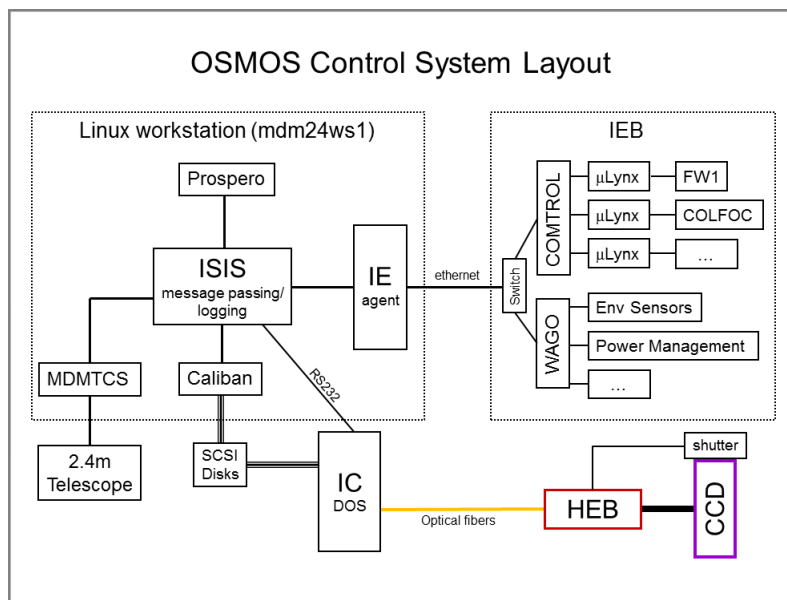 OSMOS Control System Layout
Linux workstation (mdm24ws1)
IEB
Prospero
ISIS
message passing/
logging
IE
agent
ethernet
Switch
COMTROL
μLynx
FW1
μLynx
COLFOC
μLynx
...
WAGO
Env Sensors
Power Management
...
MDMTCS
Caliban
RS232
2.4m
Telescope
SCSI
Disks
IC
DOS
Optical fibers
HEB
shutter
CCD